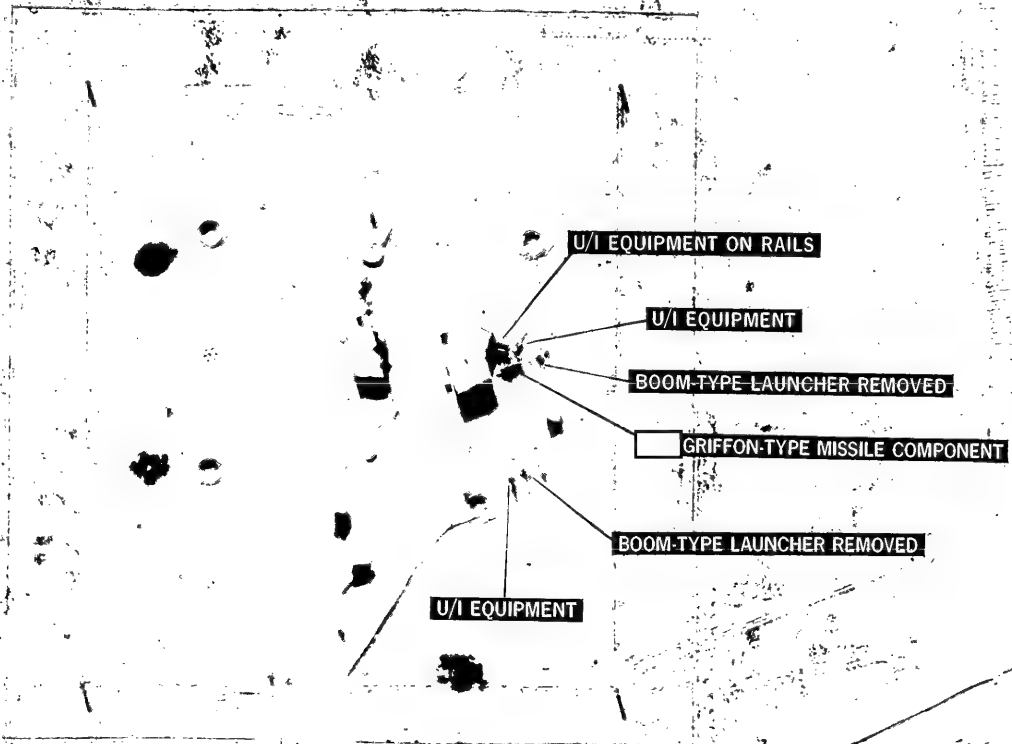 U/I EQUIPMENT ON RAILS
U/I EQUIPMENT
BOOM-TYPE LAUNCHER REMOVED
GRIFFON-TYPE MISSILE COMPONENT
BOOM-TYPE LAUNCHER REMOVED
U/I EQUIPMENT